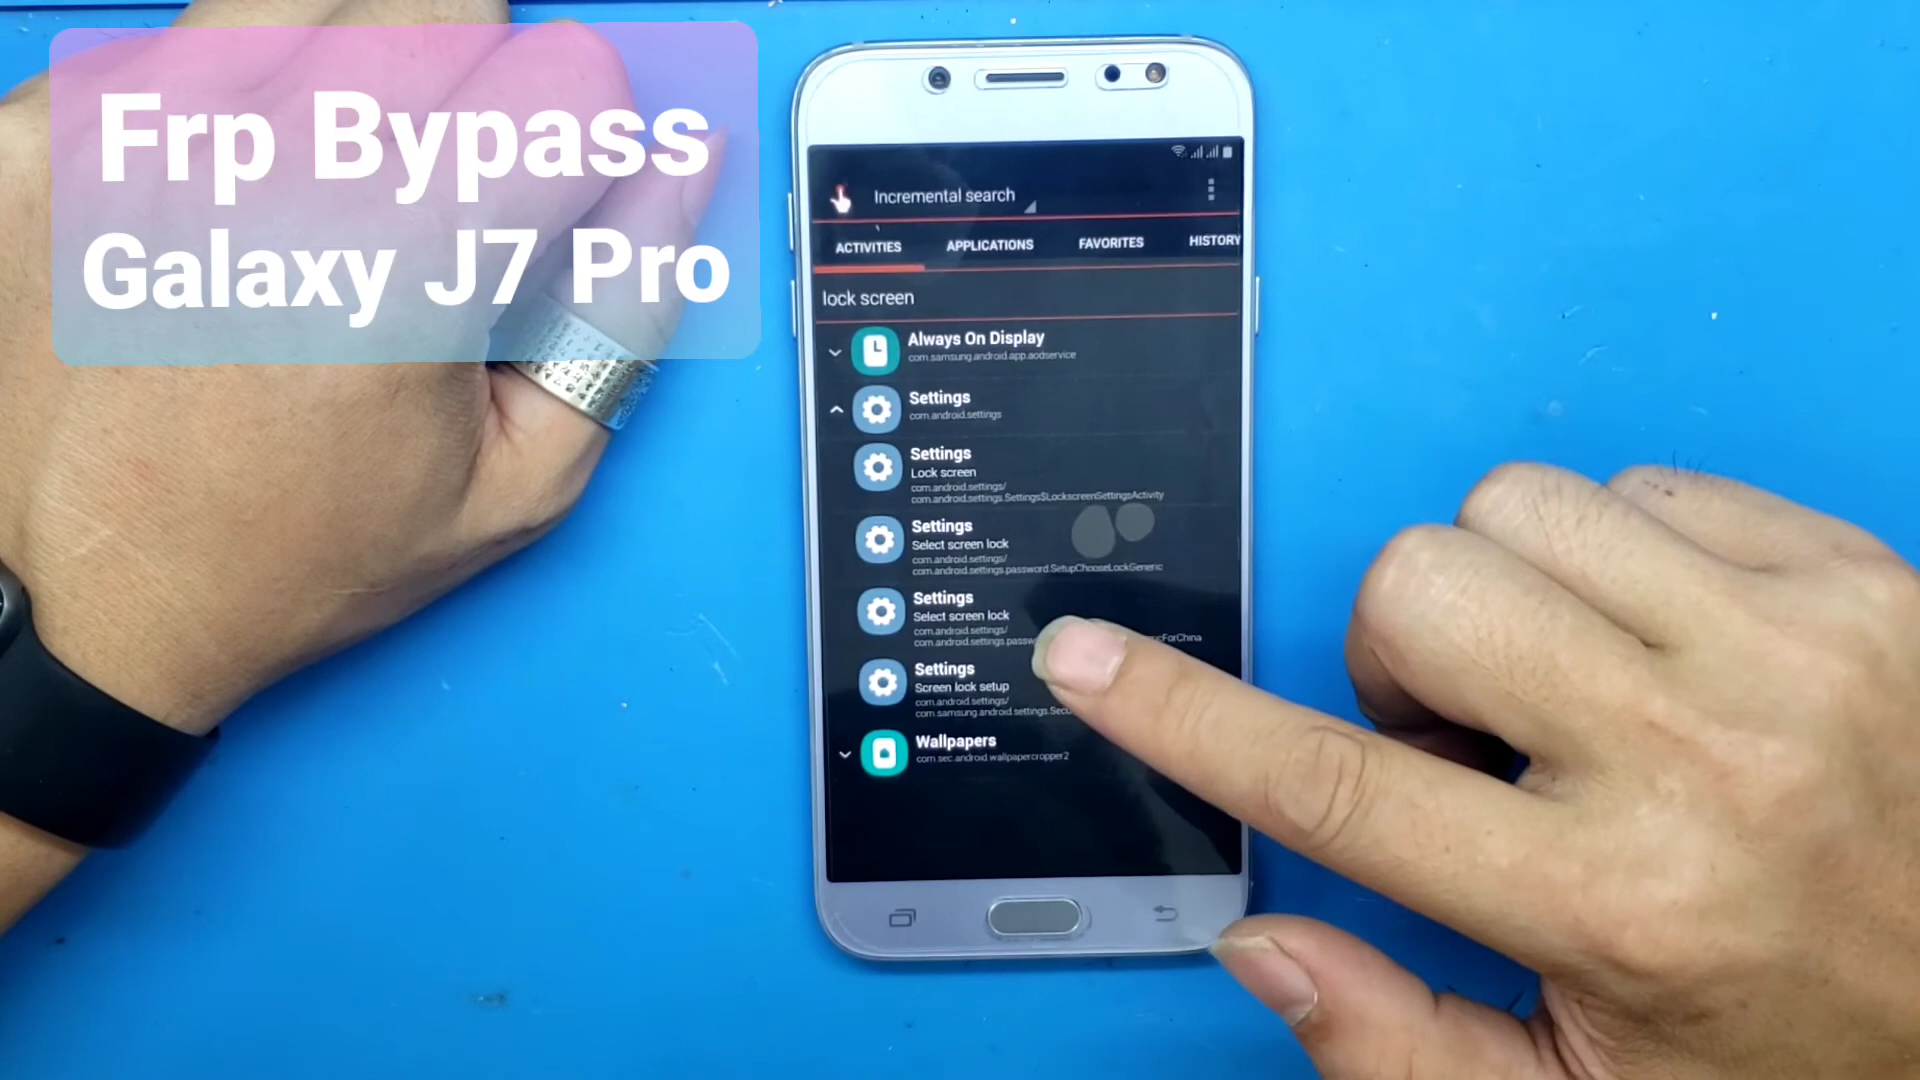 Frp Bypass
Galaxy J7 Pro
Incremental search
ACTIVITIES APPLICATIONS FAVORITES HISTORY
lock screen
Always On Display
com.samsung.android.app.aodservice
Settings
com.android.settings
Settings
Lock screen
com.android.settings/
com.android.settings.Settings$LockscreenSettingsActivity
Settings
Select screen lock
com.android.settings/
com.android.settings.password.SetupChooseLockGeneric
Settings
Select screen lock
com.android.settings/
Settings
Screen lock setup
com.android.settings/
Wallpapers
com.sec.android.wallpapercropper2